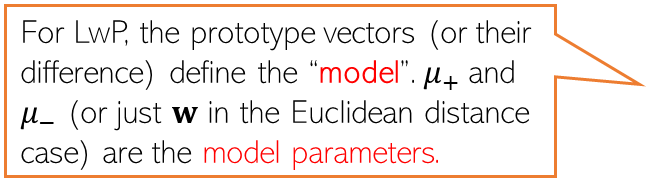 For LwP, the prototype vectors (or their
difference) define the “model”. μ₊ and
μ₋ (or just w in the Euclidean distance
case) are the model parameters.